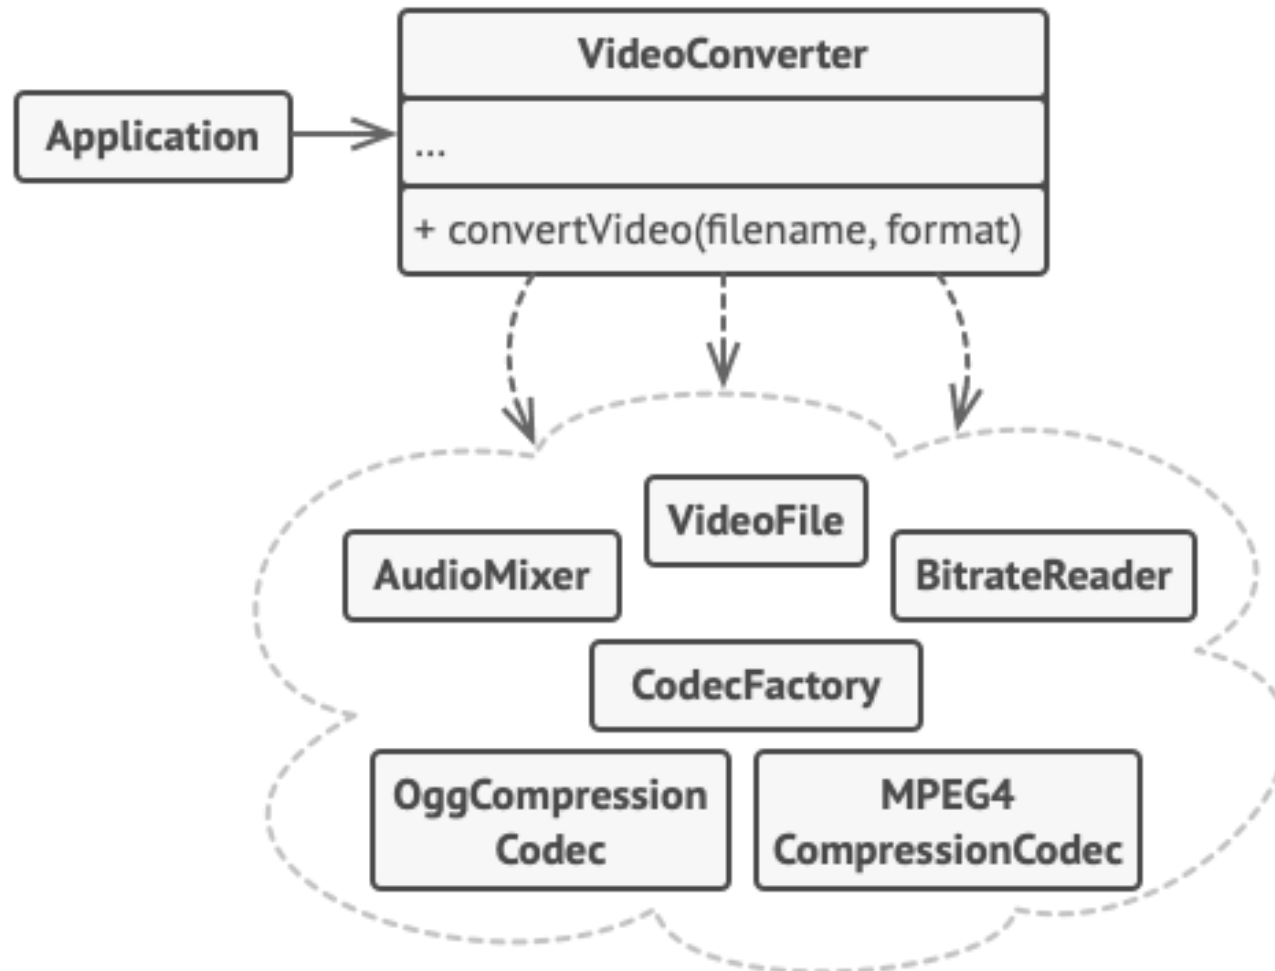 VideoConverter
Application
...
+ convertVideo(filename, format)
VideoFile
AudioMixer
BitrateReader
CodecFactory
OggCompression
Codec
MPEG4
CompressionCodec